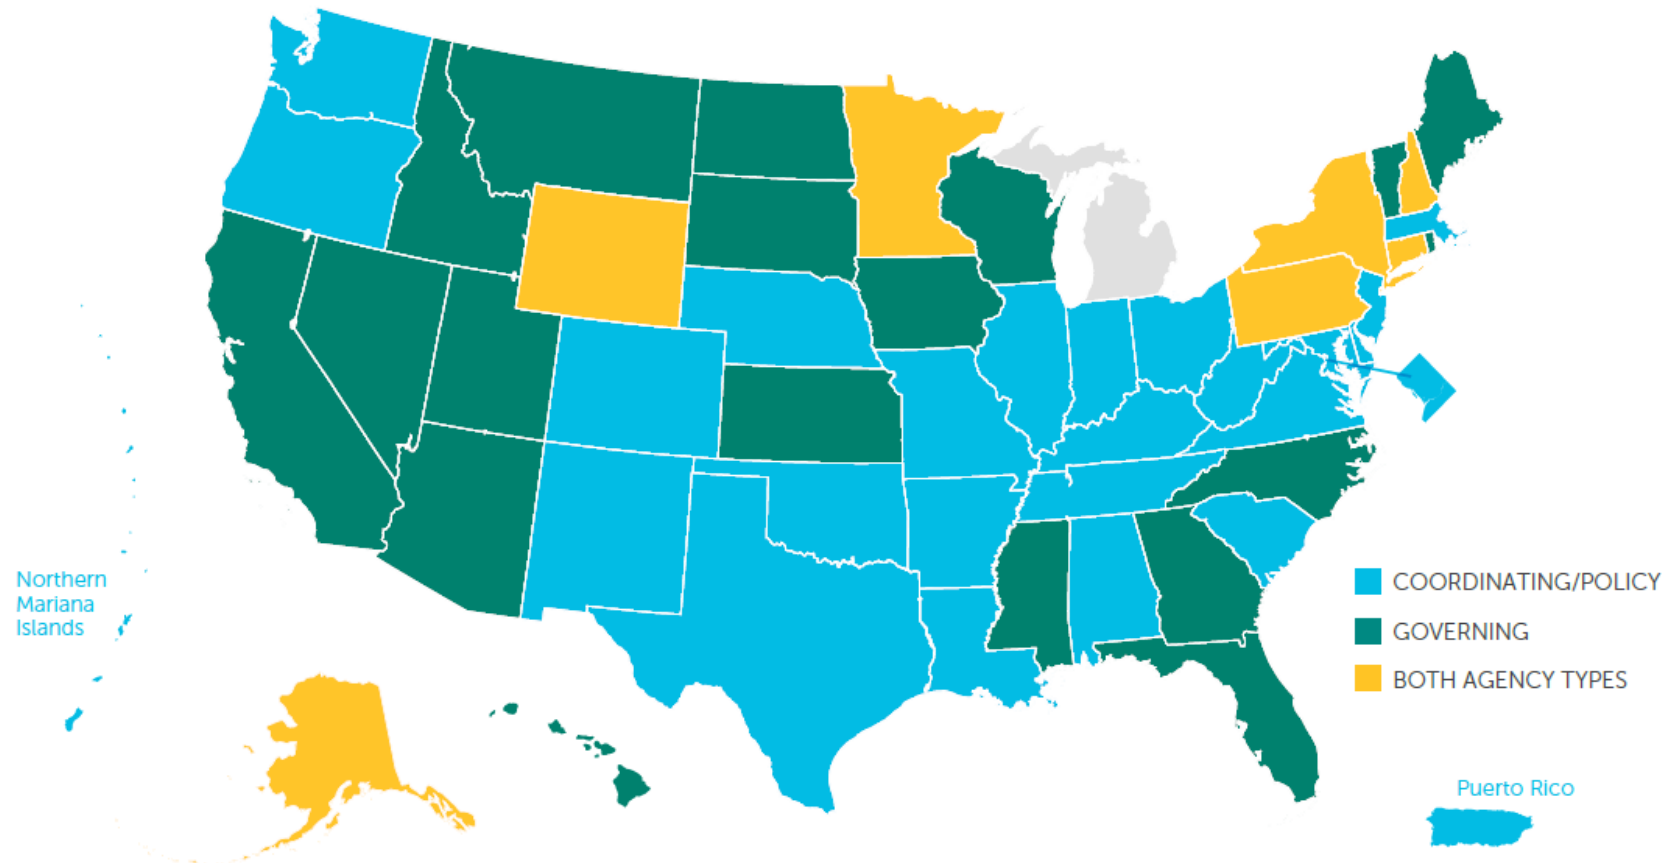 Northern
Mariana
Islands
COORDINATING/POLICY
GOVERNING
BOTH AGENCY TYPES
Puerto Rico